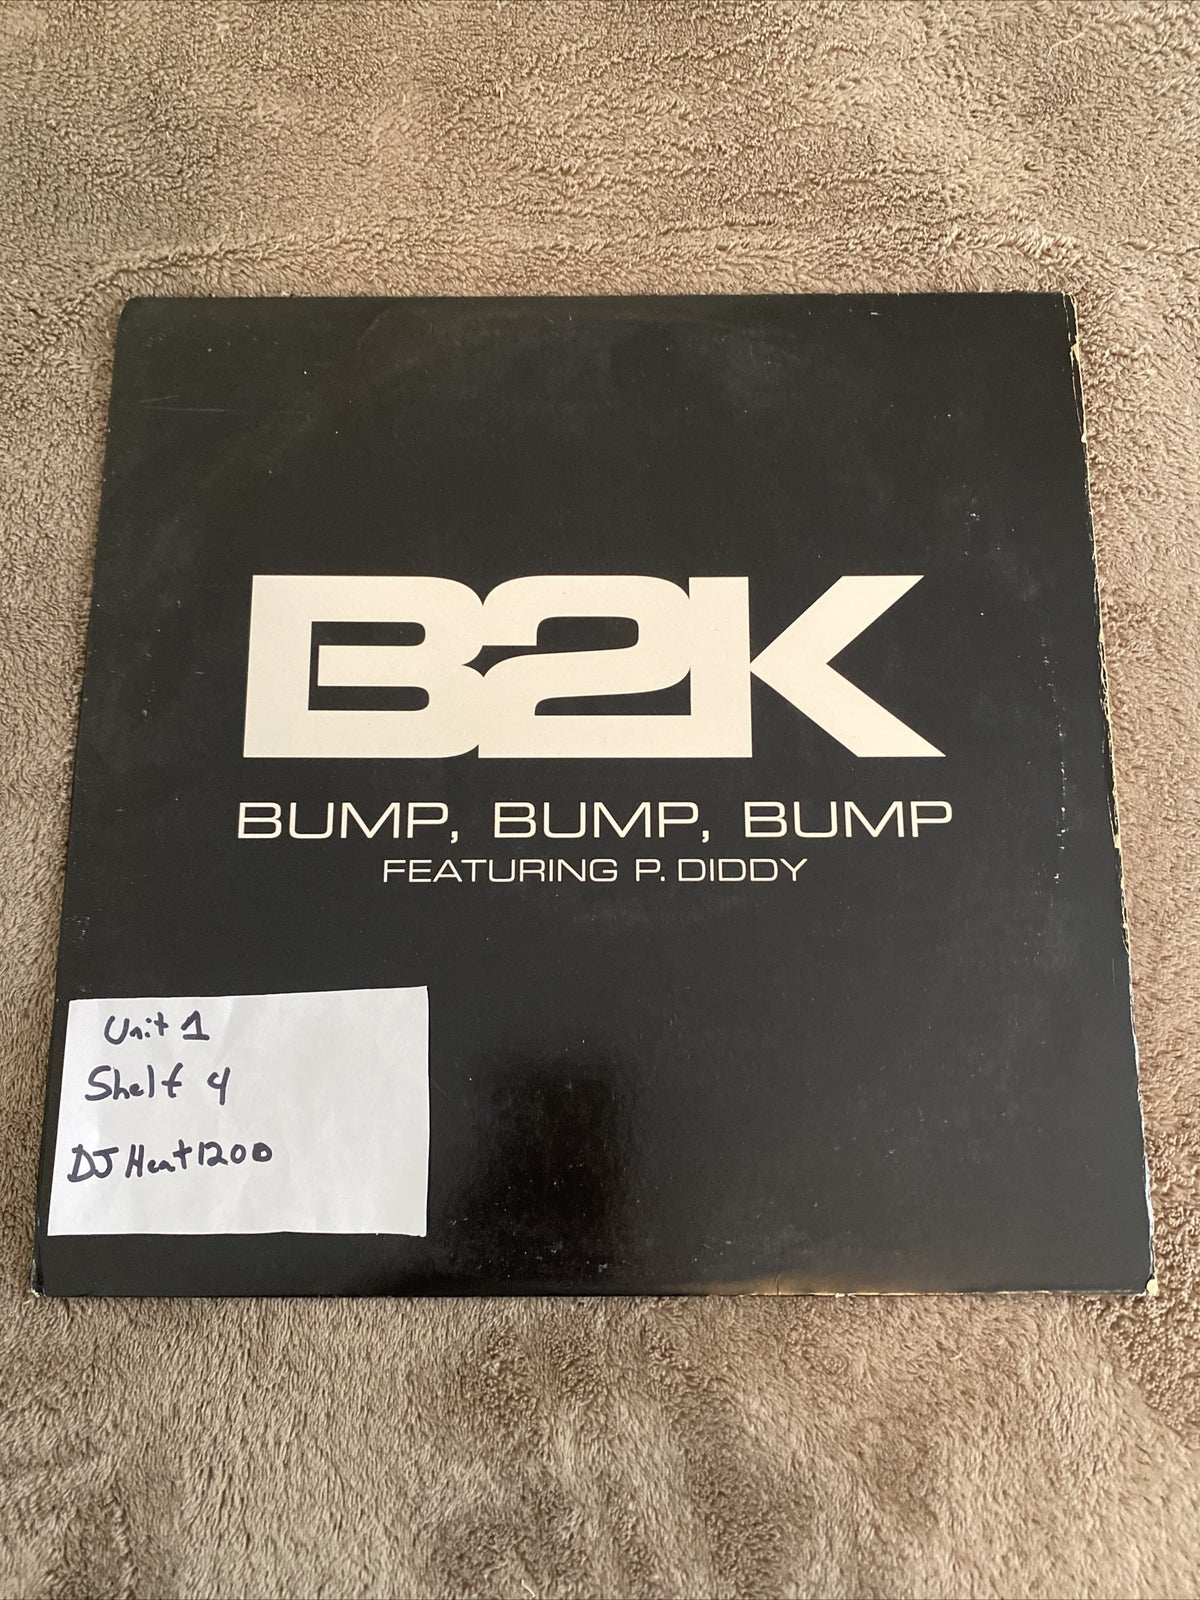 B2K
BUMP, BUMP, BUMP
FEATURING P. DIDDY
Unit 1
Shelf 4
DJ Heat1200